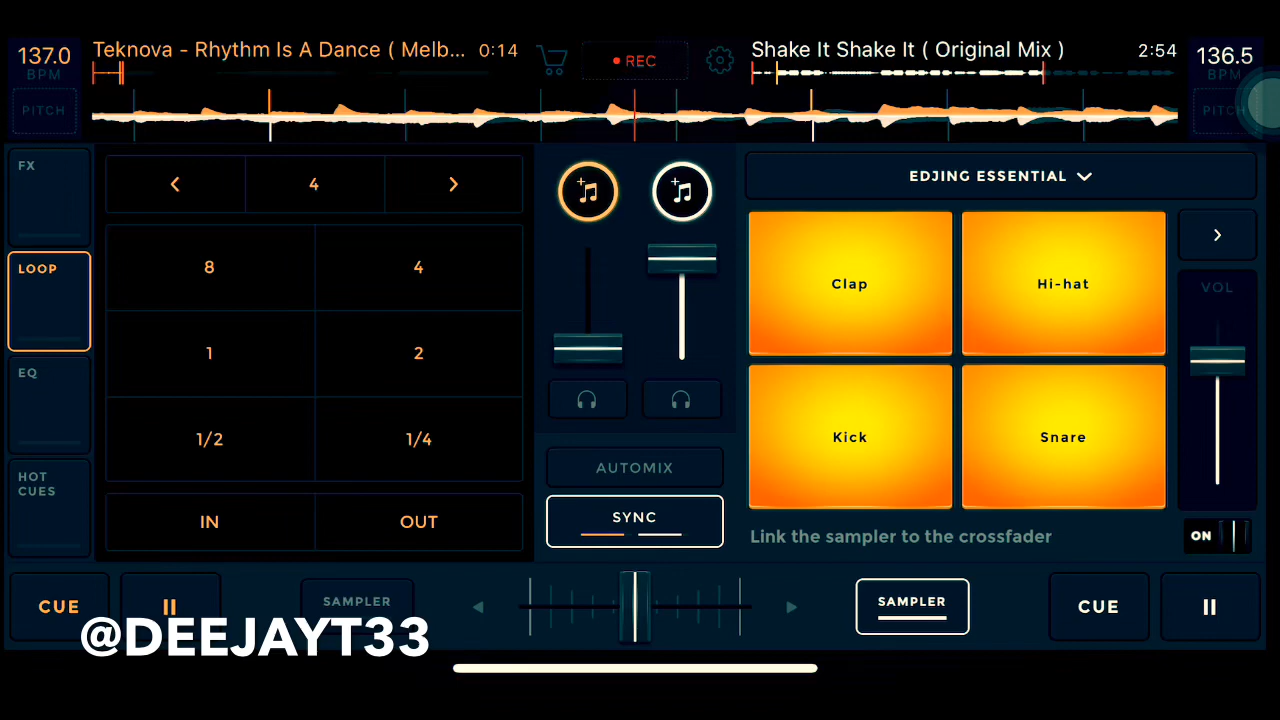 137.0
BPM
PITCH
Teknova - Rhythm Is A Dance ( Melb... 0:14
REC
Shake It Shake It ( Original Mix ) 2:54
136.5
BPM
PITCH
FX
LOOP
EQ
HOT
CUES
< 4 >
8 4
1 2
1/2 1/4
IN OUT
AUTOMIX
SYNC
EDJING ESSENTIAL
Clap Hi-hat
Kick Snare
>
VOL
Link the sampler to the crossfader
ON
CUE
SAMPLER
SAMPLER
CUE
@DEEJAYT33